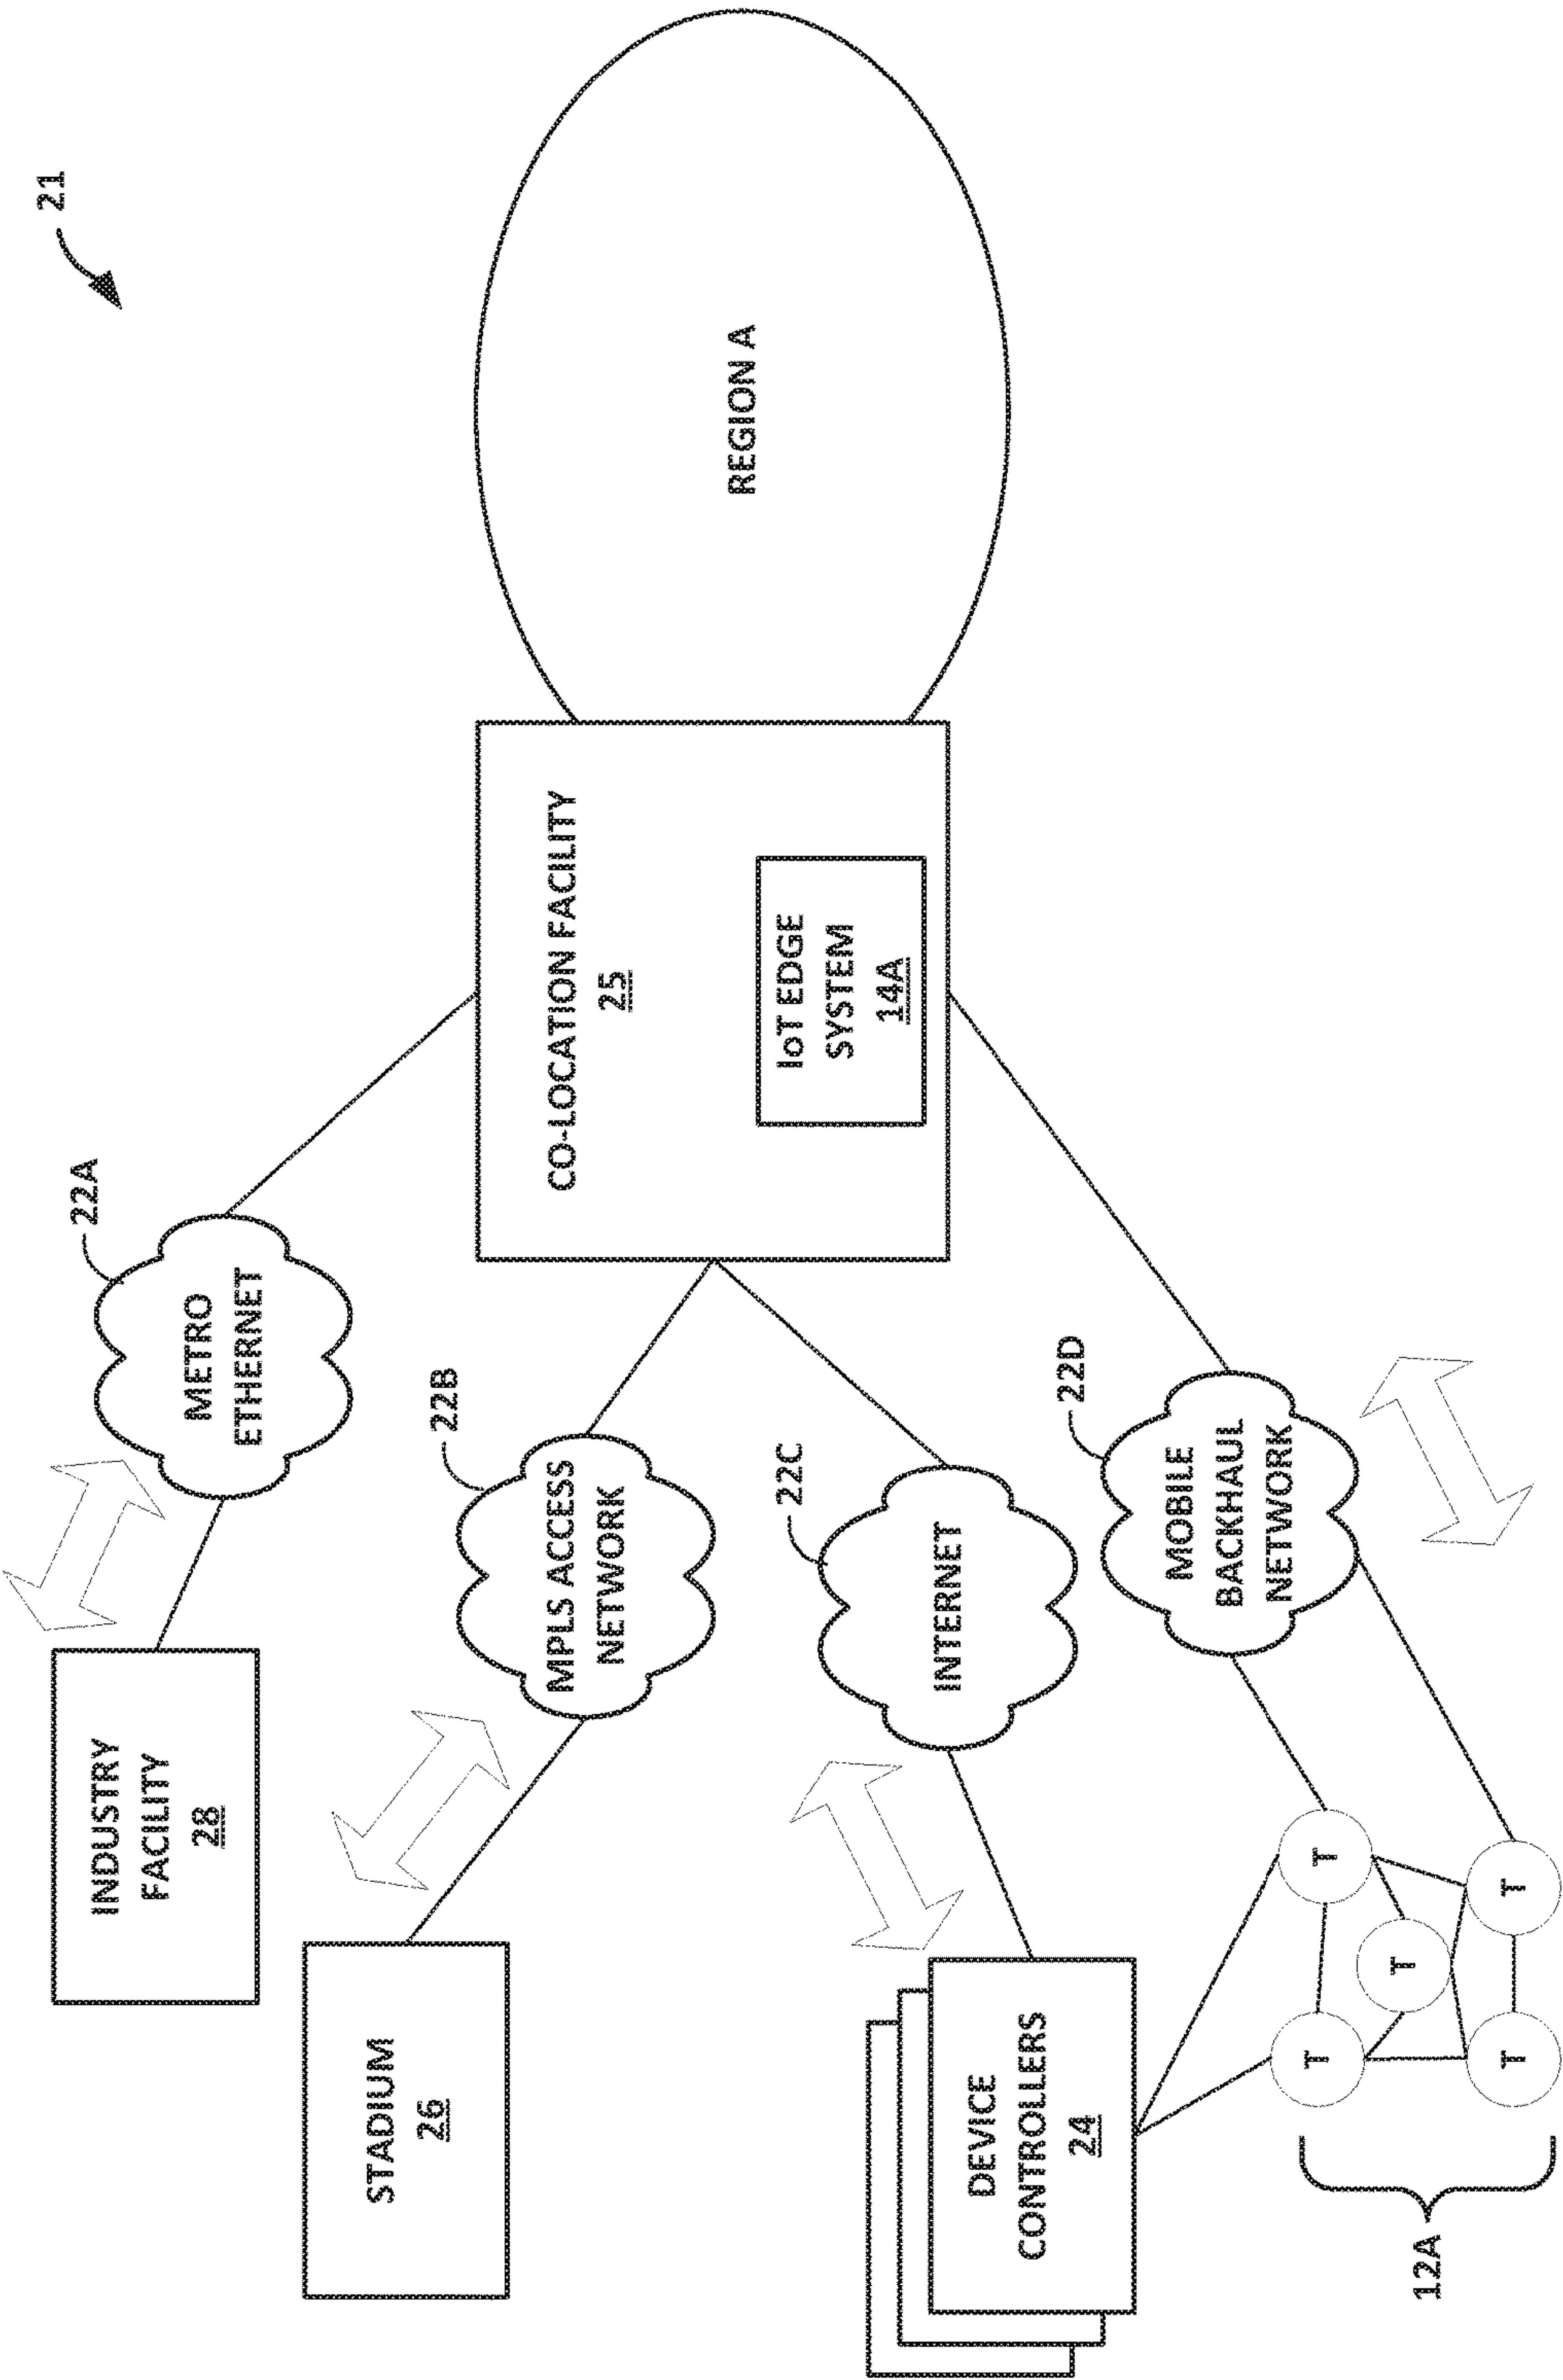 21
REGION A
CO-LOCATION FACILITY
25
IoT EDGE
SYSTEM
14A
22A
METRO
ETHERNET
22B
MPLS ACCESS
NETWORK
22C
INTERNET
22D
MOBILE
BACKHAUL
NETWORK
INDUSTRY
FACILITY
28
STADIUM
26
DEVICE
CONTROLLERS
24
T
T
T
T
T
12A